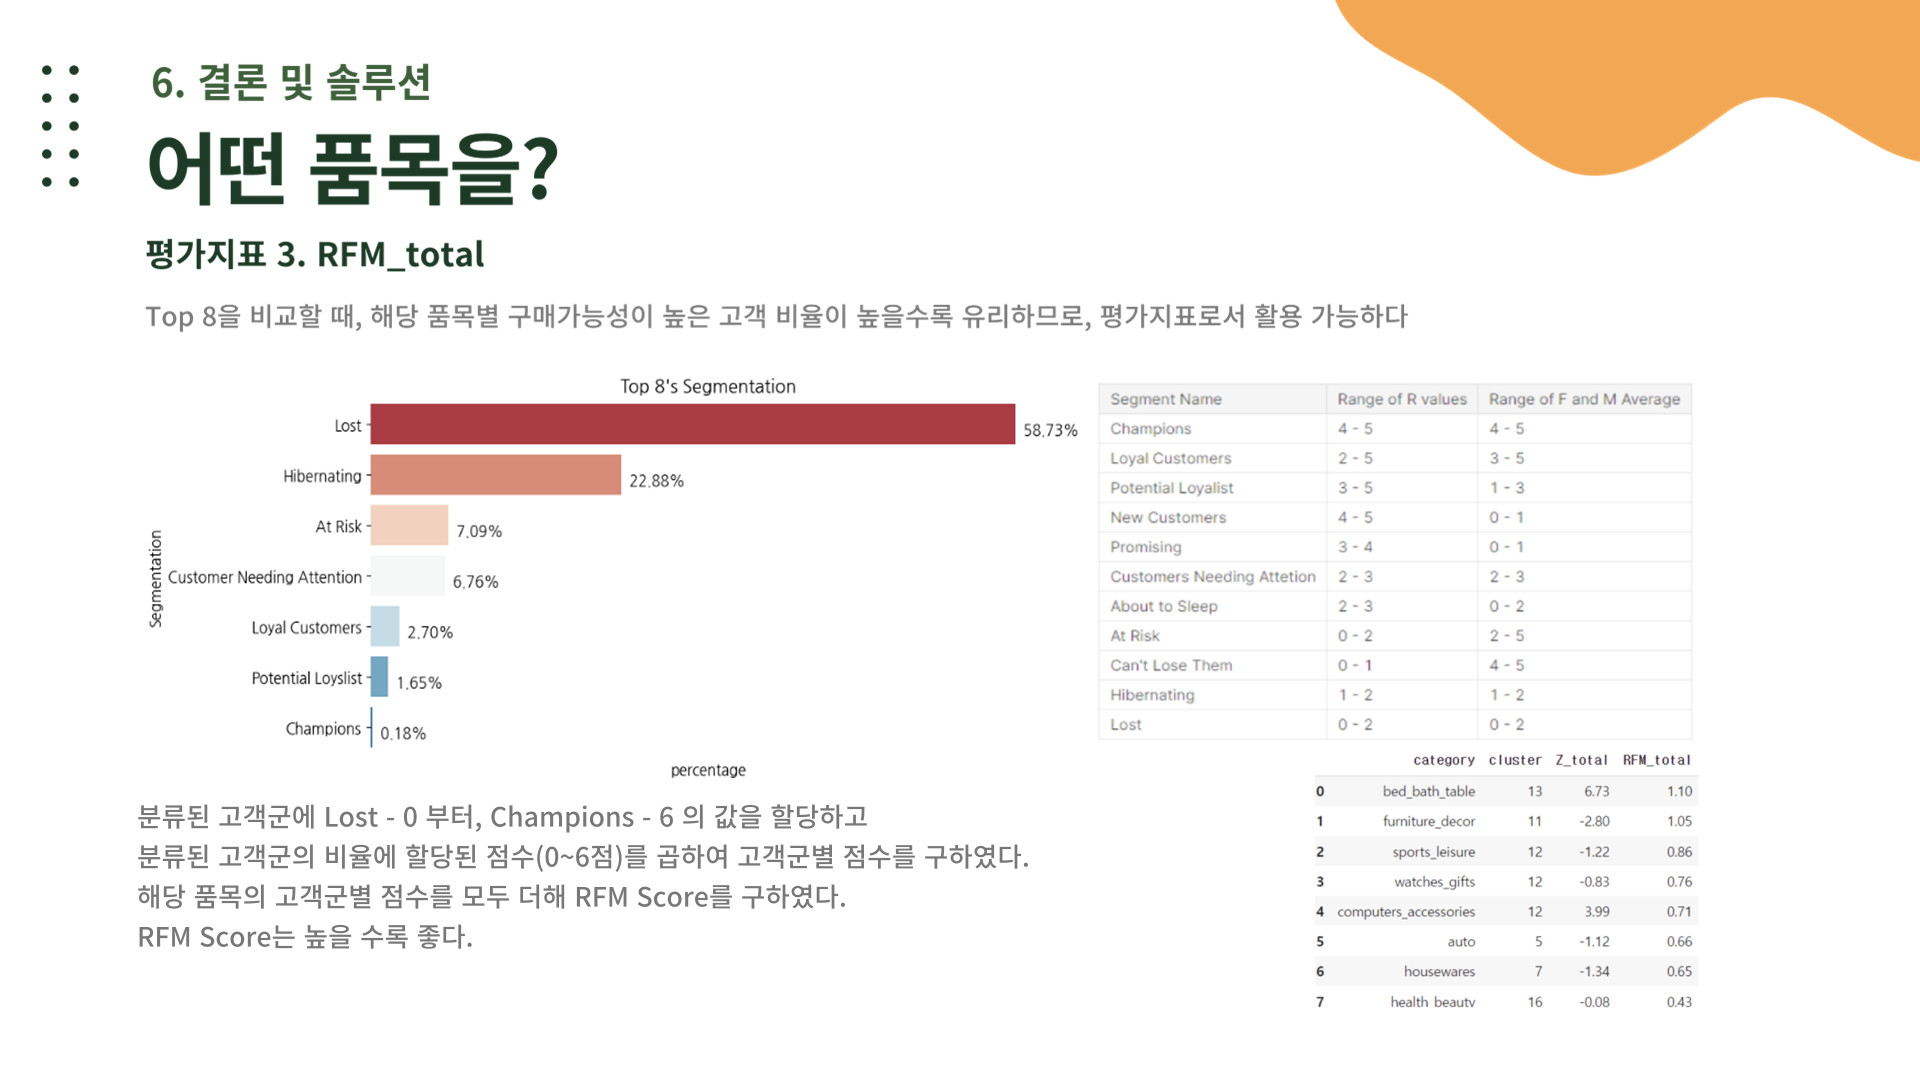 6. 결론 및 솔루션
어떤 품목을?
평가지표 3. RFM_total
Top 8을 비교할 때, 해당 품목별 구매가능성이 높은 고객 비율이 높을수록 유리하므로, 평가지표로서 활용 가능하다
Top 8's Segmentation
Segmentation
Lost 58.73%
Hibernating 22.88%
At Risk 7.09%
Customer Needing Attention 6.76%
Loyal Customers 2.70%
Potential Loyslist 1.65%
Champions 0.18%
percentage
Segment Name Range of R values Range of F and M Average
Champions 4 - 5 4 - 5
Loyal Customers 2 - 5 3 - 5
Potential Loyalist 3 - 5 1 - 3
New Customers 4 - 5 0 - 1
Promising 3 - 4 0 - 1
Customers Needing Attetion 2 - 3 2 - 3
About to Sleep 2 - 3 0 - 2
At Risk 0 - 2 2 - 5
Can't Lose Them 0 - 1 4 - 5
Hibernating 1 - 2 1 - 2
Lost 0 - 2 0 - 2
분류된 고객군에 Lost - 0 부터, Champions - 6 의 값을 할당하고
분류된 고객군의 비율에 할당된 점수(0~6점)를 곱하여 고객군별 점수를 구하였다.
해당 품목의 고객군별 점수를 모두 더해 RFM Score를 구하였다.
RFM Score는 높을 수록 좋다.
category cluster Z_total RFM_total
0 bed_bath_table 13 6.73 1.10
1 furniture_decor 11 -2.80 1.05
2 sports_leisure 12 -1.22 0.86
3 watches_gifts 12 -0.83 0.76
4 computers_accessories 12 3.99 0.71
5 auto 5 -1.12 0.66
6 housewares 7 -1.34 0.65
7 health beauty 16 -0.08 0.43